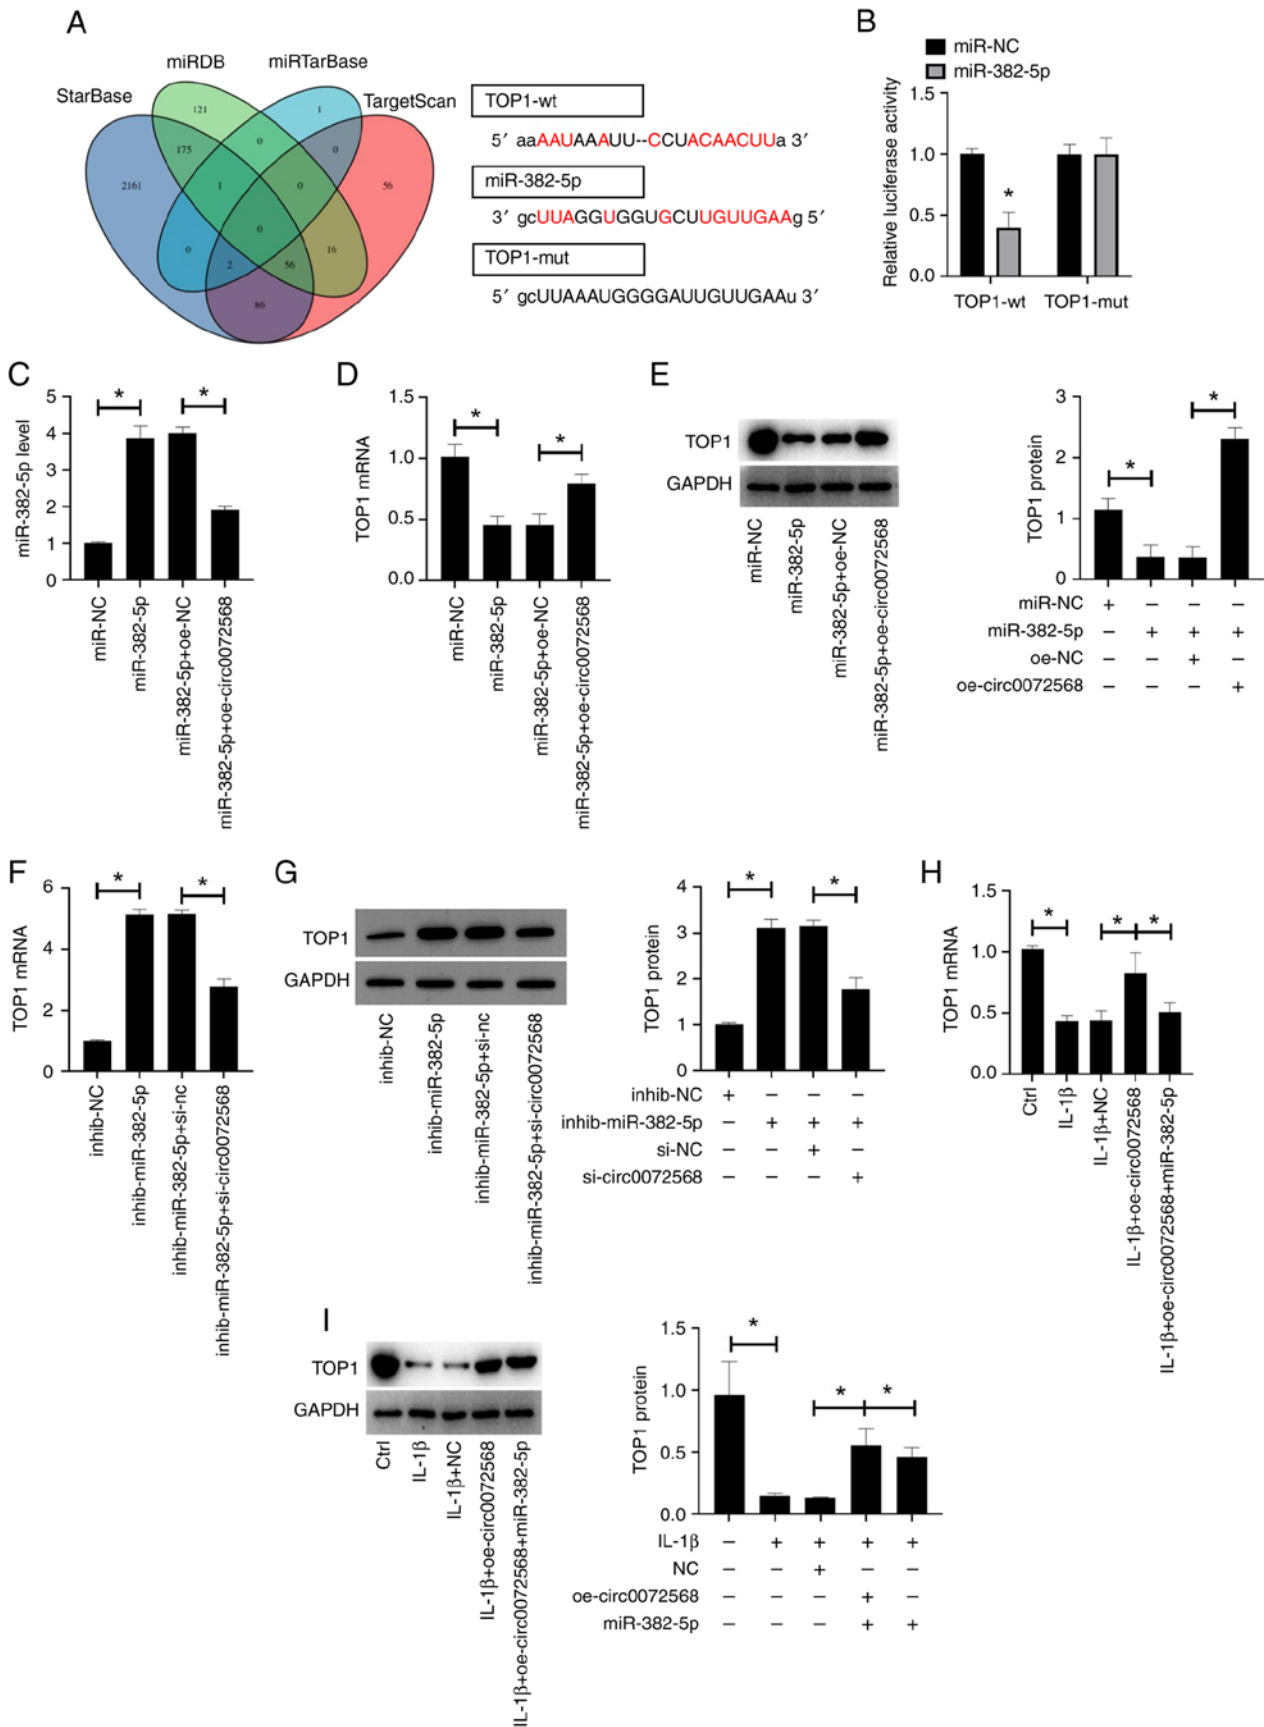 A
miRDB
miRTarBase
StarBase
TargetScan
121
1
175
0
0
2161
1
0
56
0
0
16
2
56
86
TOP1-wt
5′ aaAAUAAAUU--CCUACAACUUa 3′
miR-382-5p
3′ gcUUAGGUGGUGCUUGUUGAAg 5′
TOP1-mut
5′ gcUUAAAUGGGGAUUGUUGAAu 3′
B
miR-NC
miR-382-5p
Relative luciferase activity
1.5
1.0
0.5
0.0
*
TOP1-wt
TOP1-mut
C
miR-382-5p level
5
4
3
2
1
0
*
*
miR-NC
miR-382-5p
miR-382-5p+oe-NC
miR-382-5p+oe-circ0072568
D
TOP1 mRNA
1.5
1.0
0.5
0.0
*
*
miR-NC
miR-382-5p
miR-382-5p+oe-NC
miR-382-5p+oe-circ0072568
E
TOP1
GAPDH
miR-NC
miR-382-5p
miR-382-5p+oe-NC
miR-382-5p+oe-circ0072568
TOP1 protein
3
2
1
0
*
*
miR-NC + − − −
miR-382-5p − + + +
oe-NC − − + −
oe-circ0072568 − − − +
F
TOP1 mRNA
6
4
2
0
*
*
inhib-NC
inhib-miR-382-5p
inhib-miR-382-5p+si-nc
inhib-miR-382-5p+si-circ0072568
G
TOP1
GAPDH
inhib-NC
inhib-miR-382-5p
inhib-miR-382-5p+si-nc
inhib-miR-382-5p+si-circ0072568
TOP1 protein
4
3
2
1
0
*
*
inhib-NC + − − −
inhib-miR-382-5p − + + +
si-NC − − + −
si-circ0072568 − − − +
H
TOP1 mRNA
1.5
1.0
0.5
0.0
*
*
*
Ctrl
IL-1β
IL-1β+NC
IL-1β+oe-circ0072568
IL-1β+oe-circ0072568+miR-382-5p
I
TOP1
GAPDH
Ctrl
IL-1β
IL-1β+NC
IL-1β+oe-circ0072568
IL-1β+oe-circ0072568+miR-382-5p
TOP1 protein
1.5
1.0
0.5
0.0
*
*
*
IL-1β − + + + +
NC − − + − −
oe-circ0072568 − − − + −
miR-382-5p − − − + +